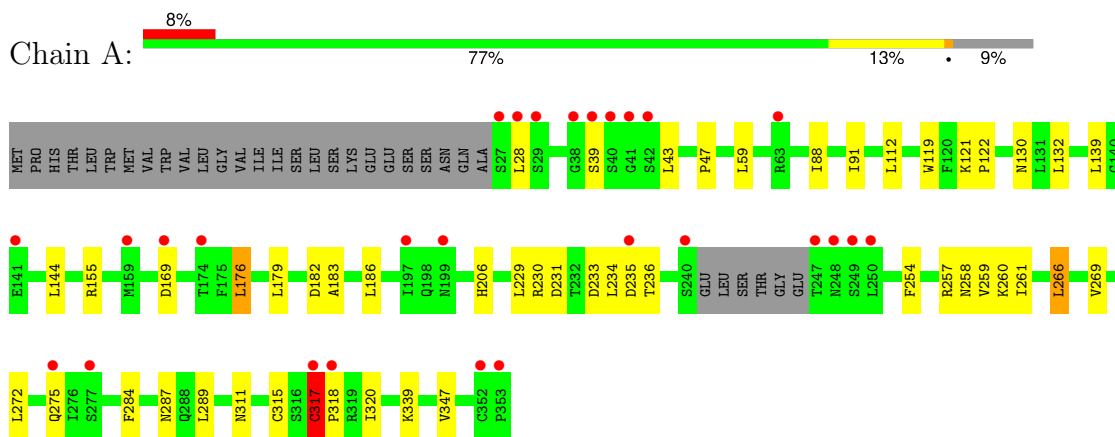 8%
Chain A:
77% 13% • 9%
MET PRO HIS THR LEU TRP MET VAL TRP VAL LEU GLY VAL ILE ILE SER LEU SER LYS GLU GLU SER SER ASN GLN ALA S27 L28 S29 G38 S39 S40 G41 S42 L43 P47 L59 R63 I88 I91 L112 W119 F120 K121 P122 N130 L131 L132 L139 G140
E141 L144 R155 M159 D169 T174 F175 L176 L179 D182 A183 L186 I197 Q198 N199 H206 L229 R230 D231 T232 D233 L234 D235 T236 S240 GLU LEU SER THR GLY GLU T247 N248 S249 L250 F254 R257 N258 V259 K260 I261 L266 V269
L272 Q275 I276 S277 F284 N287 Q288 L289 N311 C315 S316 C317 P318 R319 I320 K339 V347 C352 P353